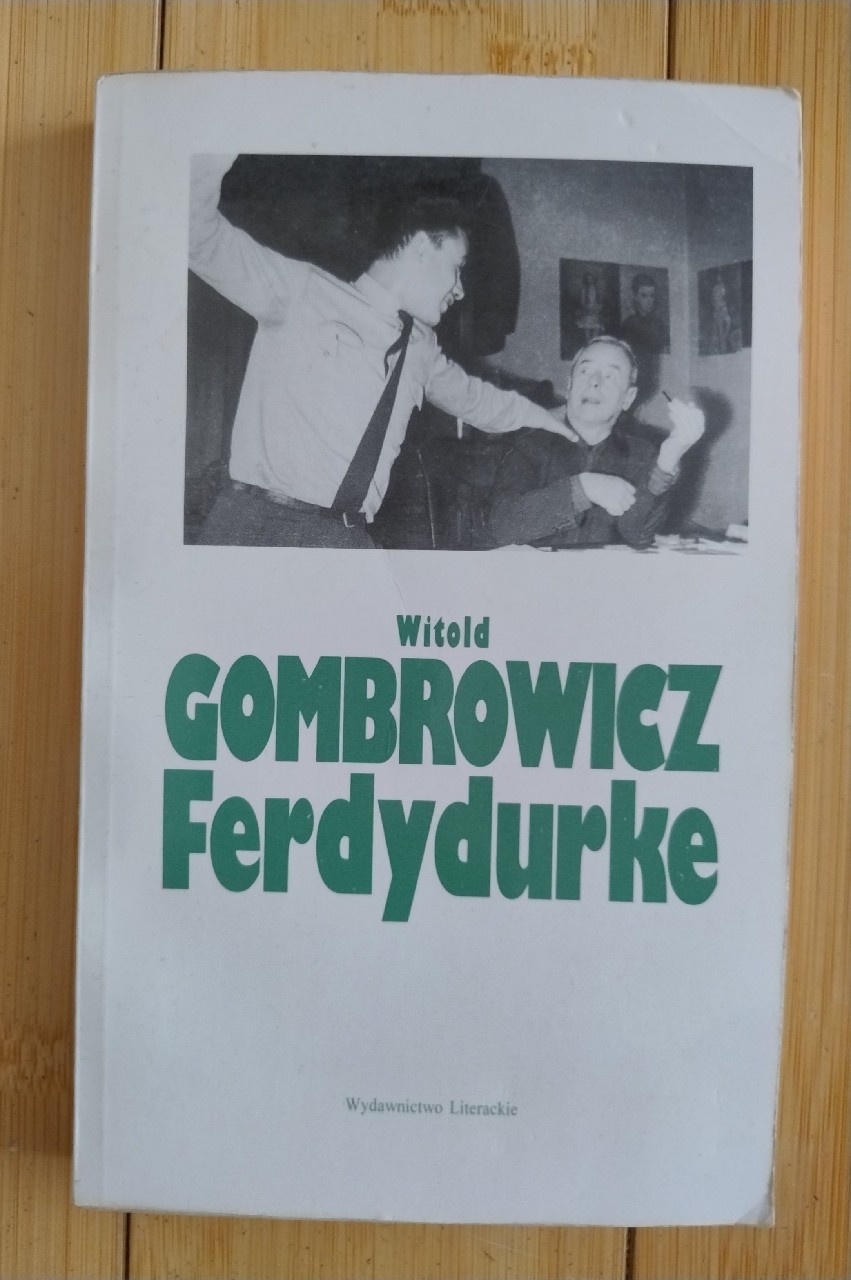 Witold
GOMBROWICZ
Ferdydurke
Wydawnictwo Literackie